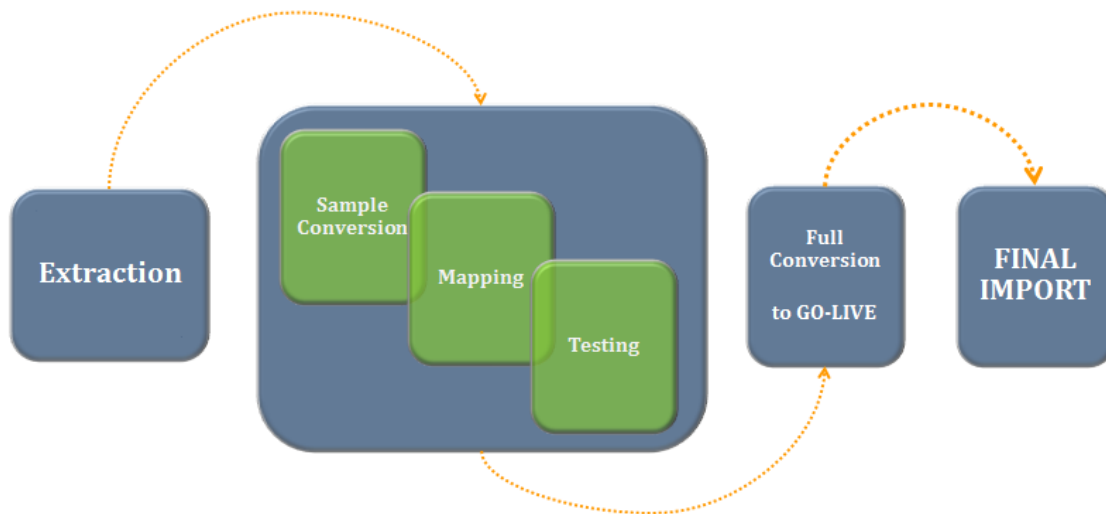 Extraction
Sample
Conversion
Mapping
Testing
Full
Conversion
to GO-LIVE
FINAL
IMPORT